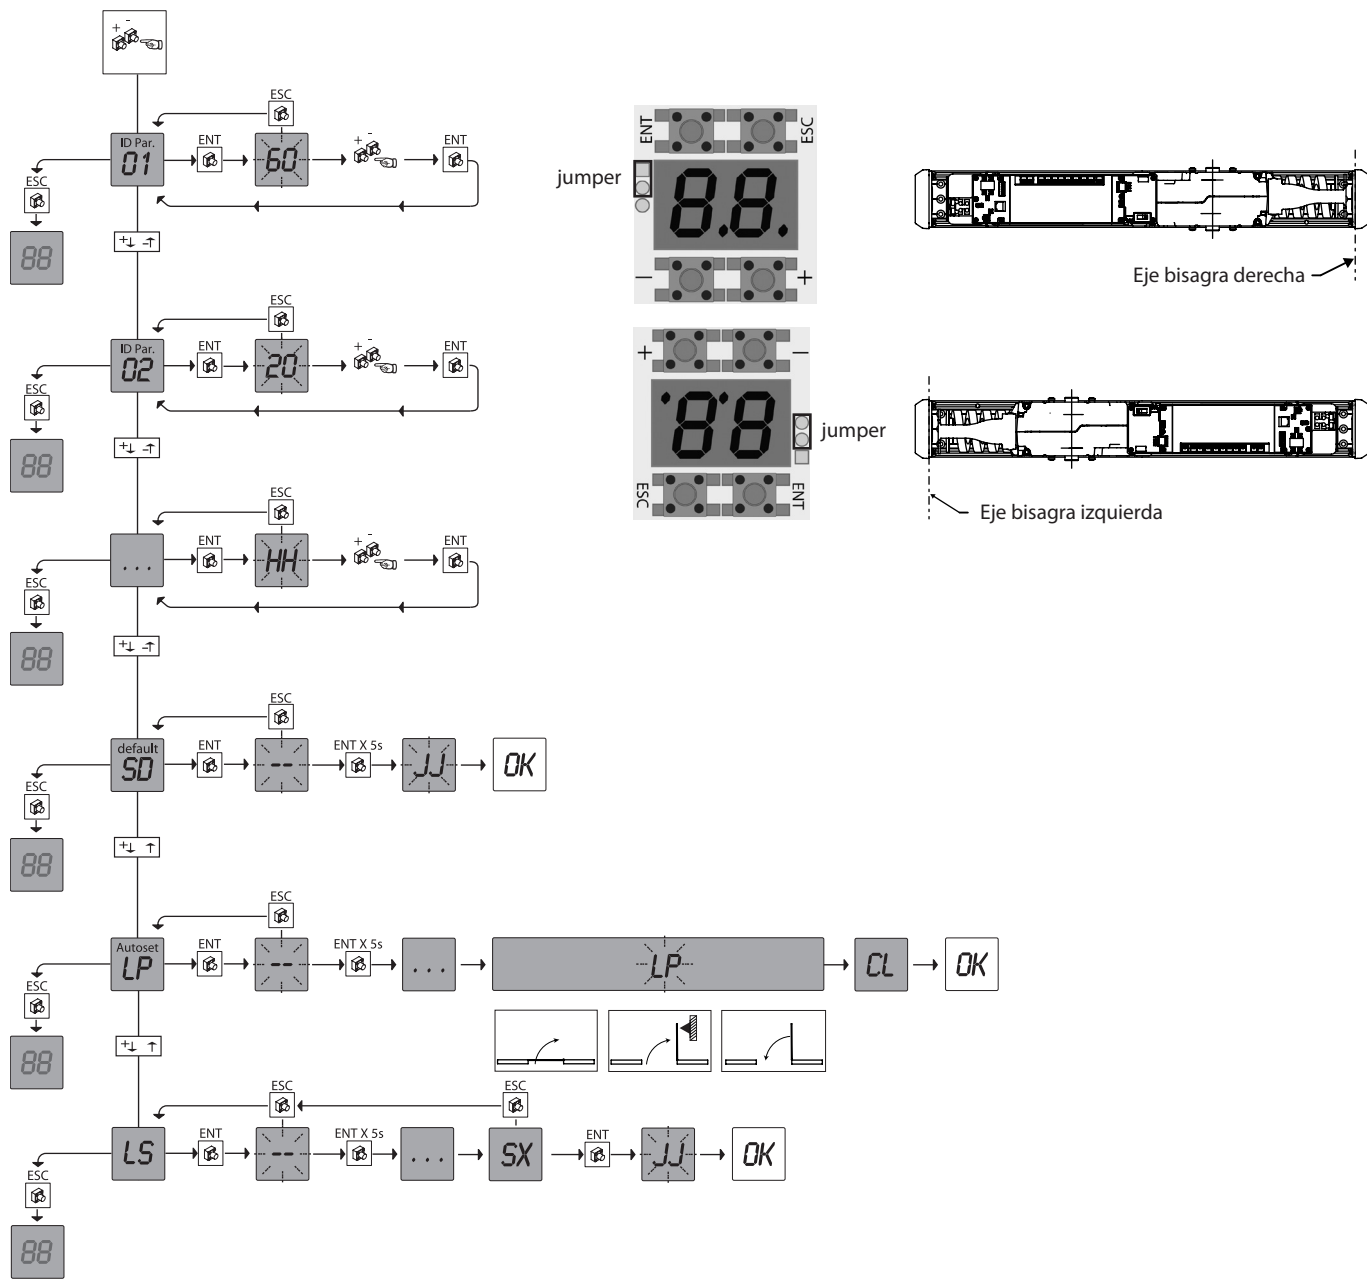 + -
ESC
ID Par.
01
ENT
60
+ -
ENT
ESC
88
+ -
ESC
ID Par.
02
ENT
20
+ -
ENT
ESC
88
+ -
ESC
...
ENT
HH
+ -
ENT
ESC
88
+ -
ESC
default
SD
ENT
--
ENT X 5s
JJ
OK
ESC
88
+
ESC
Autoset
LP
ENT
--
ENT X 5s
...
LP
CL
OK
ESC
88
+
ESC
ESC
LS
ENT
--
ENT X 5s
...
SX
ENT
JJ
OK
ESC
88
ENT
ESC
jumper
8.8.
-
+
Eje bisagra derecha
+
-
88
jumper
ESC
ENT
Eje bisagra izquierda